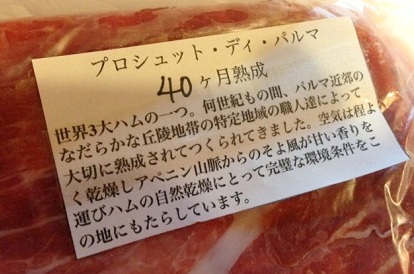 プロシュット・ディ・パルマ
40ヶ月熟成
世界3大ハムの一つ。何世紀もの間、パルマ近郊の
なだらかな丘陵地帯の特定地域の職人達によって
大切に熟成されてつくられてきました。空気は程よ
く乾燥しアペニン山脈からのそよ風が甘い香りを
運びハムの自然乾燥にとって完璧な環境条件をこ
の地にもたらしています。